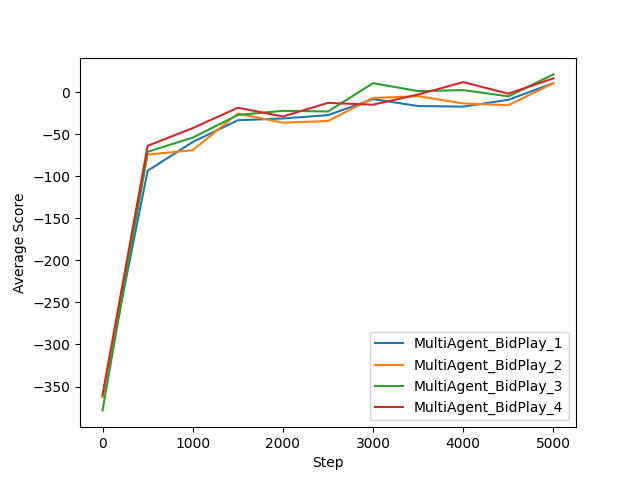 0
−50
−100
−150
−200
−250
−300
−350
Average Score
MultiAgent_BidPlay_1
MultiAgent_BidPlay_2
MultiAgent_BidPlay_3
MultiAgent_BidPlay_4
0 1000 2000 3000 4000 5000
Step